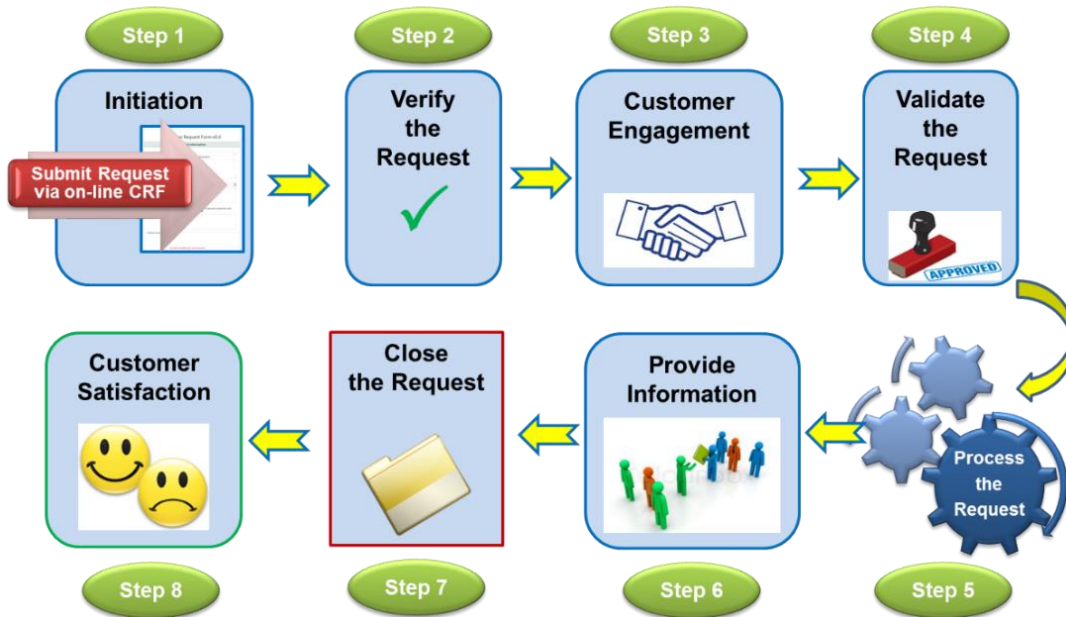 Step 1
Step 2
Step 3
Step 4
Initiation
Submit Request
via on-line CRF
Verify
the
Request
Customer
Engagement
Validate
the
Request
APPROVED
Process
the
Request
Provide
Information
Close
the Request
Customer
Satisfaction
Step 8
Step 7
Step 6
Step 5